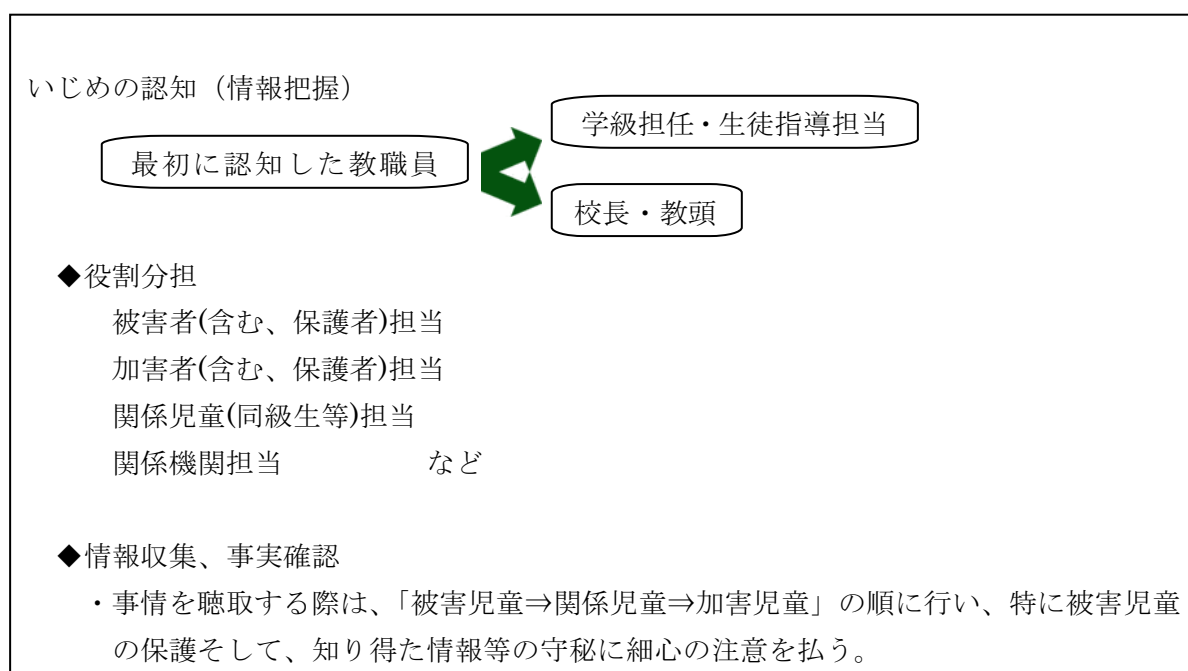 いじめの認知（情報把握）
学級担任・生徒指導担当
最初に認知した教職員
校長・教頭
◆役割分担
被害者(含む、保護者)担当
加害者(含む、保護者)担当
関係児童(同級生等)担当
関係機関担当　　　　　　など
◆情報収集、事実確認
・事情を聴取する際は、「被害児童⇒関係児童⇒加害児童」の順に行い、特に被害児童
の保護そして、知り得た情報等の守秘に細心の注意を払う。